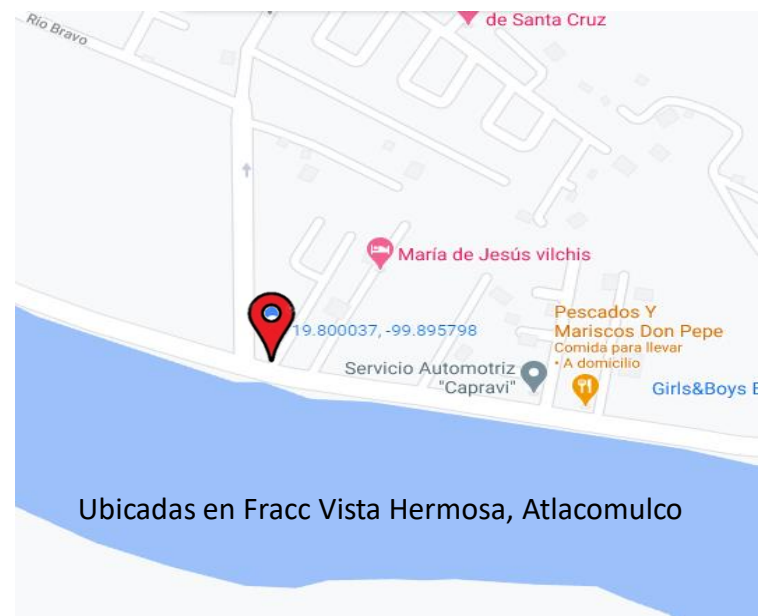 de Santa Cruz
Rio Bravo
María de Jesús vilchis
19.800037, -99.895798
Pescados Y
Mariscos Don Pepe
Comida para llevar
• A domicilio
Servicio Automotriz
"Capravi"
Girls&Boys
Ubicadas en Fracc Vista Hermosa, Atlacomulco